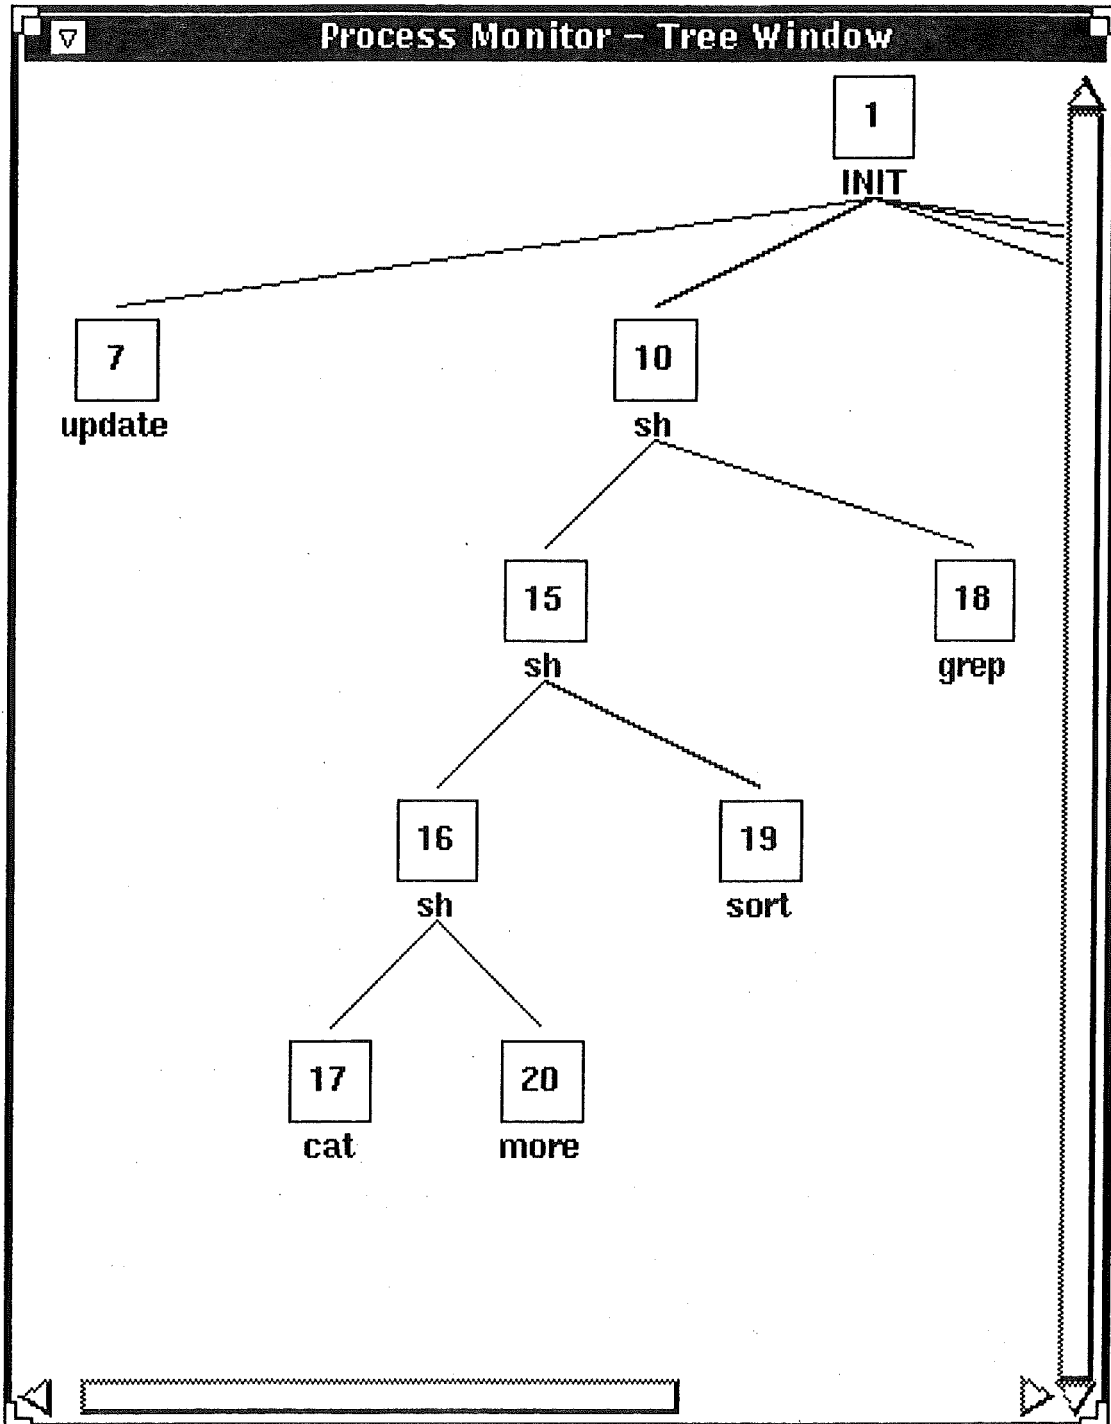 Process Monitor – Tree Window
1
INIT
7
update
10
sh
15
sh
18
grep
16
sh
19
sort
17
cat
20
more